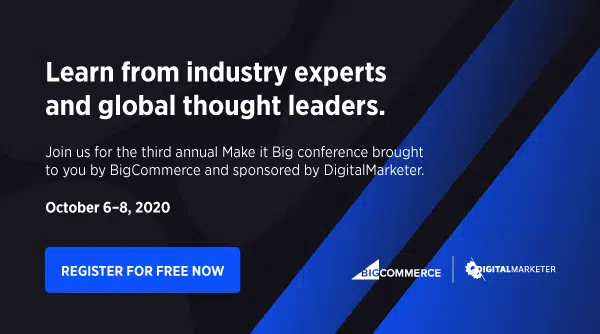 Learn from industry experts
and global thought leaders.
Join us for the third annual Make it Big conference brought
to you by BigCommerce and sponsored by DigitalMarketer.
October 6–8, 2020
REGISTER FOR FREE NOW
BIGCOMMERCE
DIGITALMARKETER